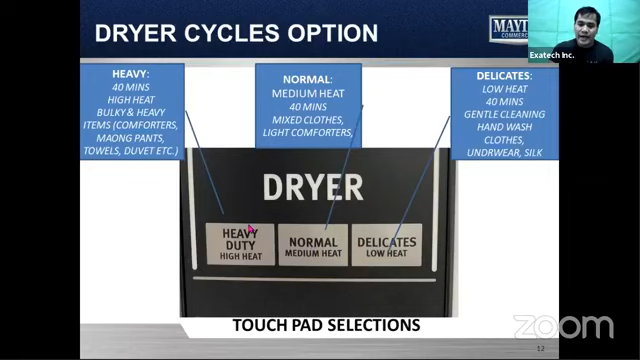 DRYER CYCLES OPTION
MAYT
COMMERC
Exatech Inc.
HEAVY:
40 MINS
HIGH HEAT
BULKY & HEAVY
ITEMS (COMFORTERS,
MAONG PANTS,
TOWELS, DUVET ETC.)
NORMAL:
MEDIUM HEAT
40 MINS
MIXED CLOTHES,
LIGHT COMFORTERS,
DELICATES:
LOW HEAT
40 MINS
GENTLE CLEANING
HAND WASH
CLOTHES,
UNDRWEAR, SILK
DRYER
HEAVY
DUTY
HIGH HEAT
NORMAL
MEDIUM HEAT
DELICATES
LOW HEAT
TOUCH PAD SELECTIONS
zoom
12